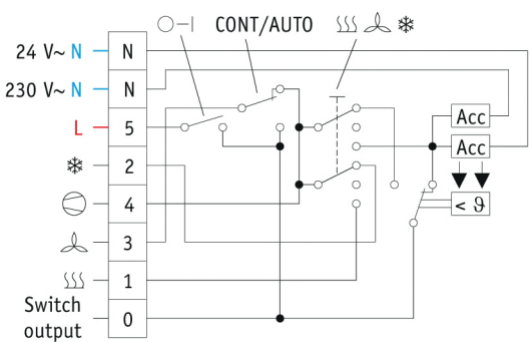 CONT/AUTO
24 V~ N N
230 V~ N N
L 5
2
4
3
1
Switch
output 0
Acc
Acc
< ϑ